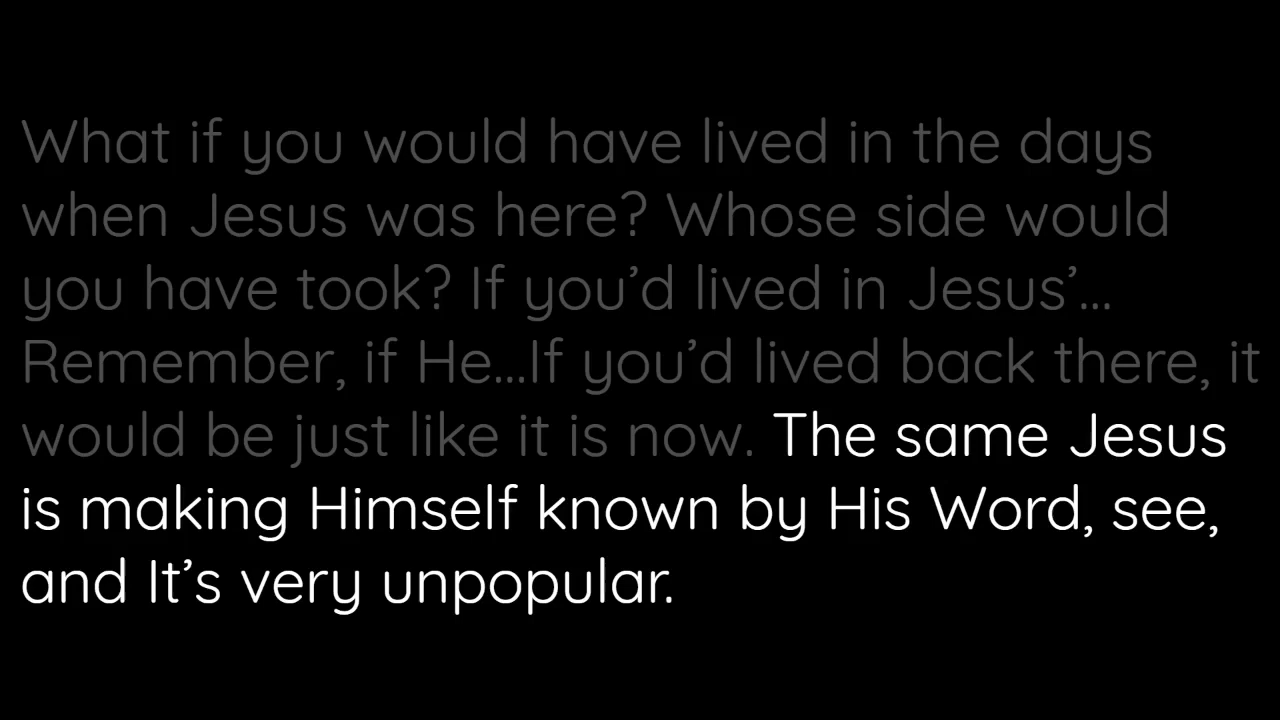 What if you would have lived in the days
when Jesus was here? Whose side would
you have took? If you’d lived in Jesus’...
Remember, if He...If you’d lived back there, it
would be just like it is now. The same Jesus
is making Himself known by His Word, see,
and It’s very unpopular.